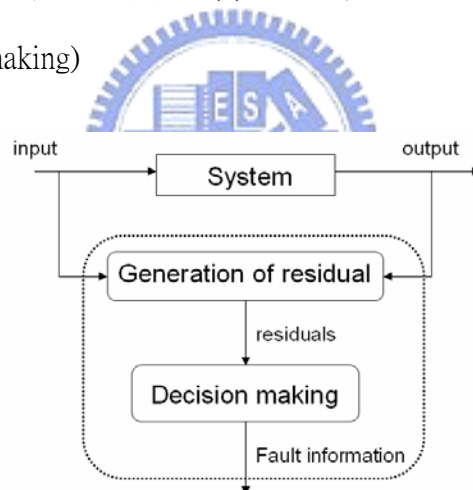 making)
E S A
input
output
System
Generation of residual
residuals
Decision making
Fault information